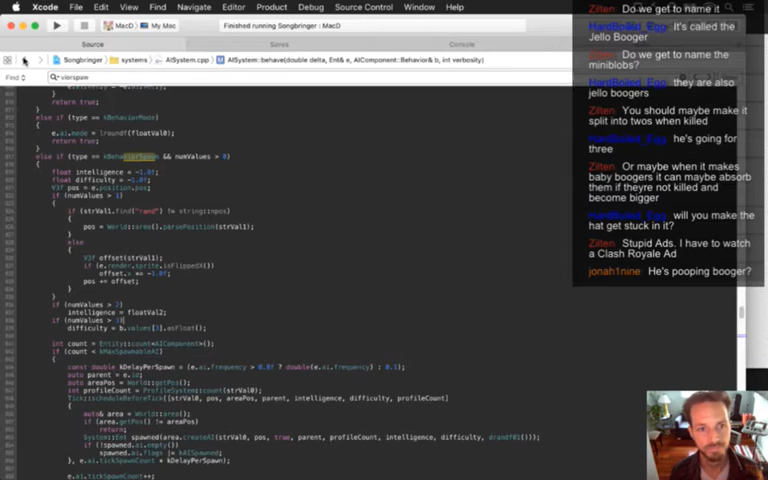 Xcode File Edit View Find Navigate Editor Product Debug Source Control Window Help
MacD My Mac
Finished running Songbringer : MacD
Source Saves Console
Songbringer systems AISystem.cpp AISystem::behave(double delta, Ent& e, AIComponent::Behavior& b, int verbosity)
Find
return true;
}
else if (type == kBehaviorMode)
{
e.ai.mode = lroundf(floatVal0);
return true;
}
else if (type == kBehaviorSpawn && numValues > 0)
{
float intelligence = -1.0f;
float difficulty = -1.0f;
V3f pos = e.position.pos;
if (numValues > 1)
{
if (strVal1.find("rand") != string::npos)
{
pos = World::area().parsePosition(strVal1);
}
else
{
V3f offset(strVal1);
if (e.render.sprite.isFlippedX())
offset.x *= -1.0f;
pos += offset;
}
}
if (numValues > 2)
intelligence = floatVal2;
if (numValues > 3)
difficulty = b.values[3].asFloat();
int count = Entity::count<AIComponent>();
if (count < kMaxSpawnableAI)
{
const double kDelayPerSpawn = (e.ai.frequency > 0.0f ? double(e.ai.frequency) : 0.1);
auto parent = e.id;
auto areaPos = World::getPos();
int profileCount = ProfileSystem::count(strVal0);
Tick::scheduleBeforeTick([strVal0, pos, areaPos, parent, intelligence, difficulty, profileCount]
{
auto& area = World::area();
if (area.getPos() != areaPos)
return;
System::Ent spawned(area.createAI(strVal0, pos, true, parent, profileCount, intelligence, difficulty, drandf01()));
if (!spawned.ai.empty())
spawned.ai.flags |= kAISpawned;
}, e.ai.tickSpawnCount * kDelayPerSpawn);
e.ai.tickSpawnCount++;
Zilten Do we get to name it
HardBoiled_Egg It's called the
Jello Booger
Zilten Do we get to name the
miniblobs?
HardBoiled_Egg they are also
jello boogers
Zilten You should maybe make it
split into twos when killed
HardBoiled_Egg he's going for
three
Zilten Or maybe when it makes
baby boogers it can maybe absorb
them if theyre not killed and
become bigger
HardBoiled_Egg will you make the
hat get stuck in it?
Zilten Stupid Ads. I have to watch
a Clash Royale Ad
jonah1nine He's pooping booger?